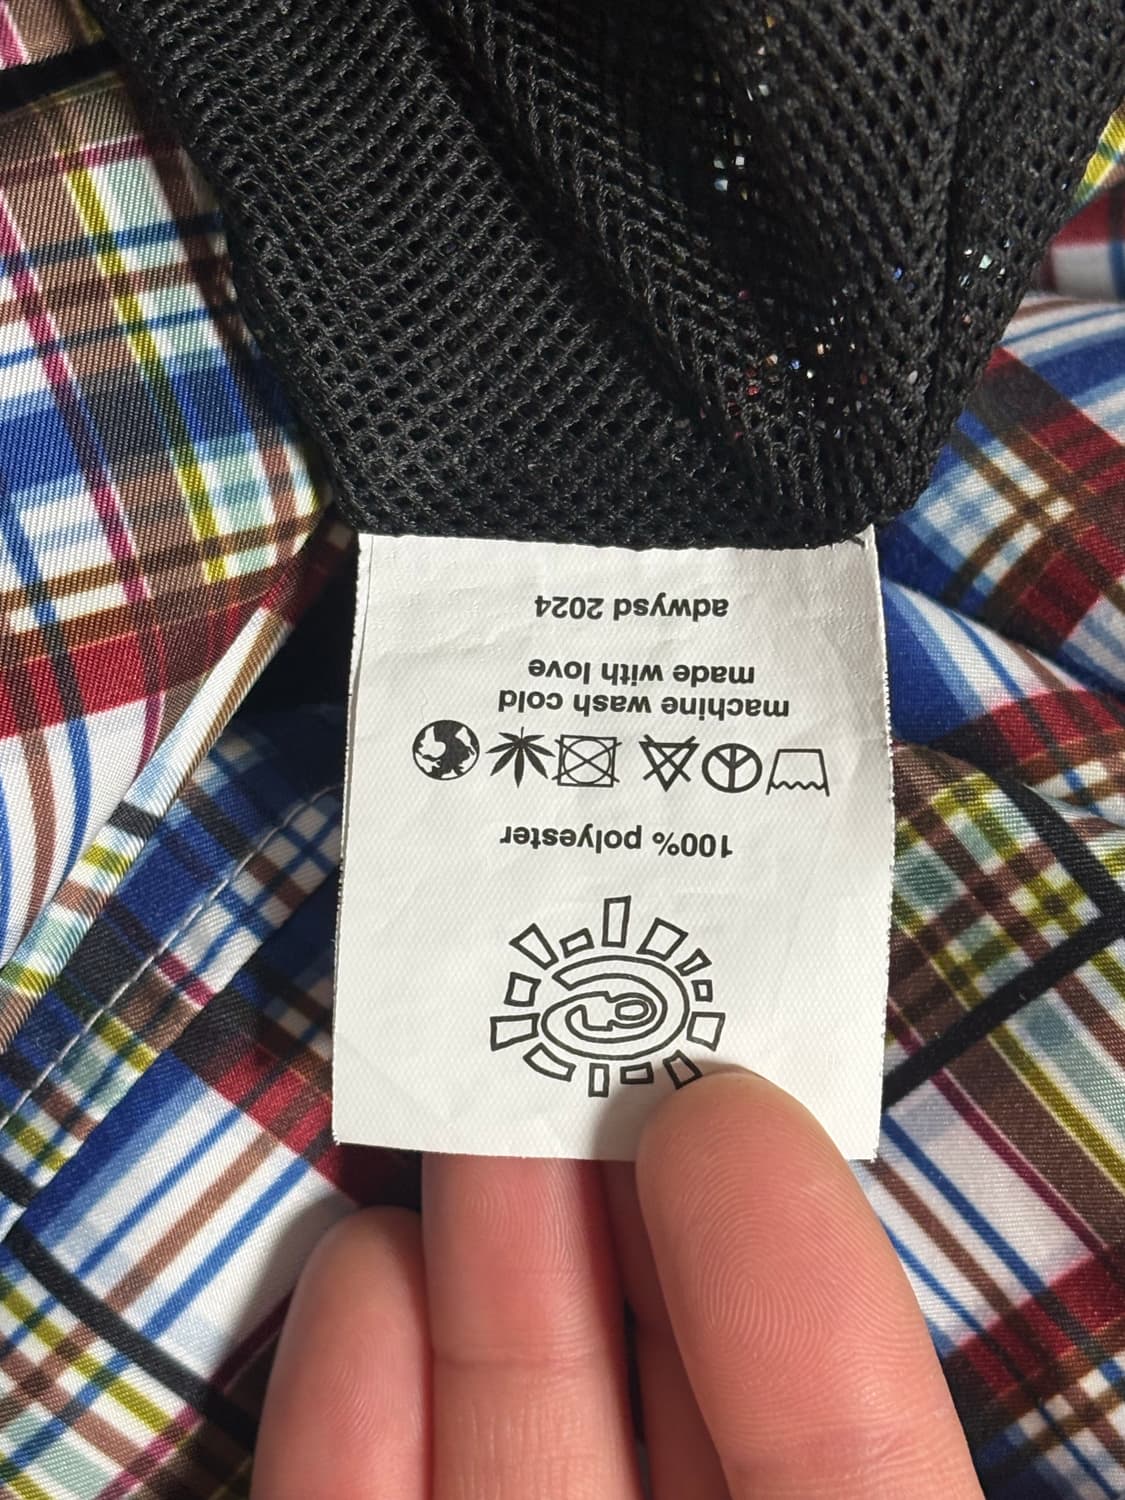 100% polyester
machine wash cold
made with love
adwysd 2024